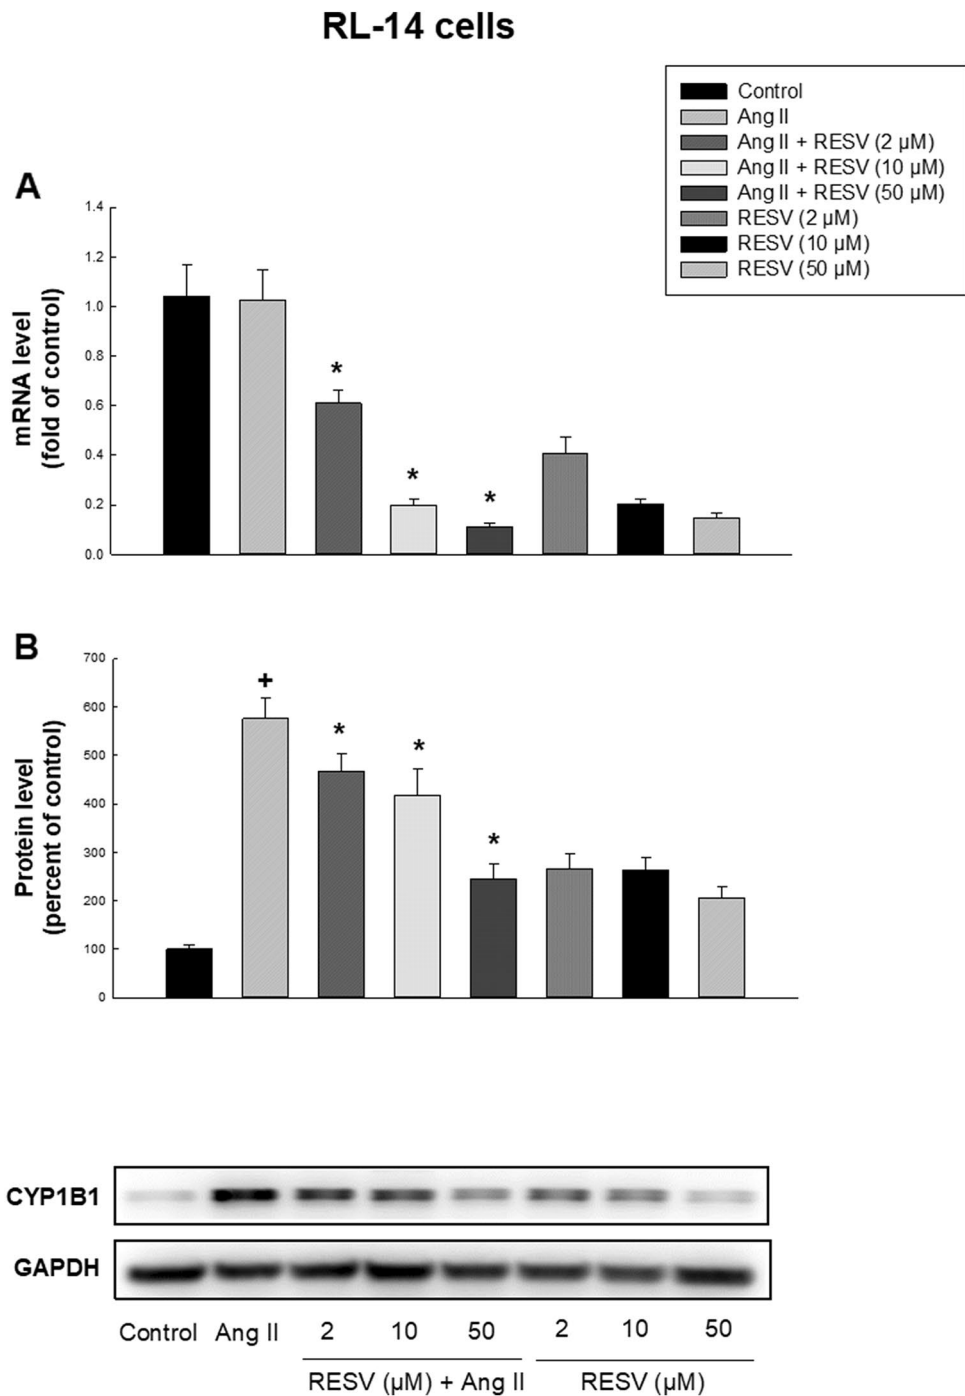 RL-14 cells
Control
Ang II
Ang II + RESV (2 µM)
Ang II + RESV (10 µM)
Ang II + RESV (50 µM)
RESV (2 µM)
RESV (10 µM)
RESV (50 µM)
A
mRNA level
(fold of control)
1.4
1.2
1.0
0.8
0.6
0.4
0.2
0.0
*
*
*
B
Protein level
(percent of control)
700
600
500
400
300
200
100
0
+
*
*
*
CYP1B1
GAPDH
Control Ang II 2 10 50 2 10 50
RESV (µM) + Ang II RESV (µM)